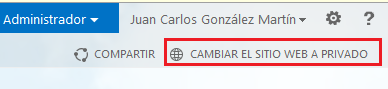 Administrador Juan Carlos González Martín ?
COMPARTIR CAMBIAR EL SITIO WEB A PRIVADO